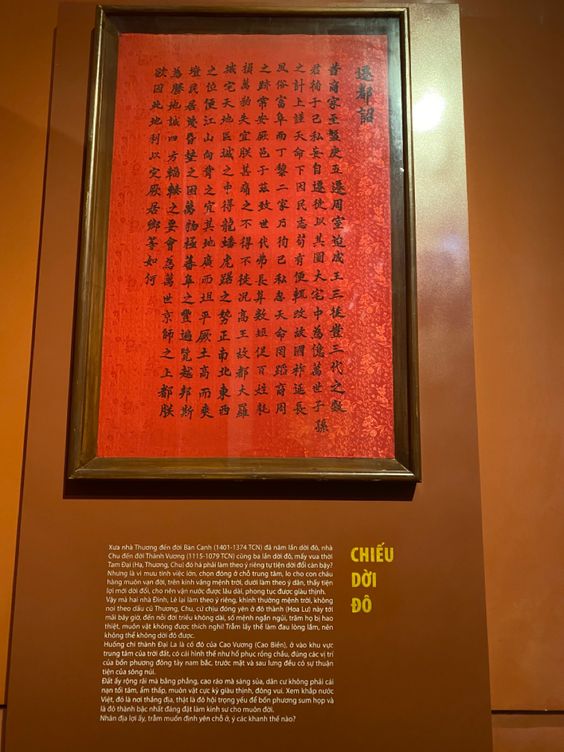 遷都詔
昔商家至盤庚五遷周室迨成王三徙豈三代之數
君徇于己私妄自遷徙以其圖大宅中為億萬世子孫
之計上謹天命下因民志苟有便輒改故國祚延長
風俗富阜而丁黎二家乃徇己私忽天命罔蹈商周
之跡常安厥邑于茲致世代弗長算數短促百姓耗
損萬物失宜朕甚痛之不得不徙況高王故都大羅
城宅天地區域之中得龍蟠虎踞之勢正南北東西
之位便江山向背之宜其地廣而坦平厥土高而爽
塏民居蔑昏墊之困萬物極蕃阜之豐遍覽越邦斯
為勝地誠四方輻輳之要會為萬世京師之上都朕
欲因此地利以定厥居卿等如何
CHIẾU
DỜI
ĐÔ
Xưa nhà Thương đến đời Bàn Canh (1401-1374 TCN) đã năm lần dời đô, nhà
Chu đến đời Thành Vương (1115-1079 TCN) cũng ba lần dời đô, mấy vua thời
Tam Đại (Hạ, Thương, Chu) đó há phải làm theo ý riêng tự tiện dời đổi càn bậy?
Nhưng là vì mưu tính việc lớn, chọn đóng ở chỗ trung tâm, lo cho con cháu
hàng muôn vạn đời, trên kính vâng mệnh trời, dưới làm theo ý dân, thấy tiện
lợi mới dời đổi, cho nên vận nước được lâu dài, phong tục được giàu thịnh.
Vậy mà hai nhà Đinh, Lê lại làm theo ý riêng, khinh thường mệnh trời, không
noi theo dấu cũ Thương, Chu, cứ chịu đóng yên ở đô thành (Hoa Lư) này tới
mãi bây giờ, đến nỗi đời triều không dài, số mệnh ngắn ngủi, trăm họ bị hao
thiệt, muôn vật không được thích nghi! Trẫm lấy thế làm đau lòng lắm, nên
không thể không dời đô được.
Huống chi thành Đại La là cố đô của Cao Vương (Cao Biền), ở vào khu vực
trung tâm của trời đất, có cái hình thế như hổ phục rồng chầu, đúng các vị trí
của bốn phương đông tây nam bắc, trước mặt và sau lưng đều có sự thuận
tiện của sông núi.
Đất ấy rộng rãi mà bằng phẳng, cao ráo mà sáng sủa, dân cư không phải cái
nạn tối tăm, ẩm thấp, muôn vật cực kỳ giàu thịnh, đông vui. Xem khắp nước
Việt, đó là nơi thắng địa, thật là đô hội trọng yếu để bốn phương sum họp và
là đô thành bậc nhất đáng đặt làm kinh sư cho muôn đời.
Nhân địa lợi ấy, trẫm muốn định yên chỗ ở, ý các khanh thế nào?